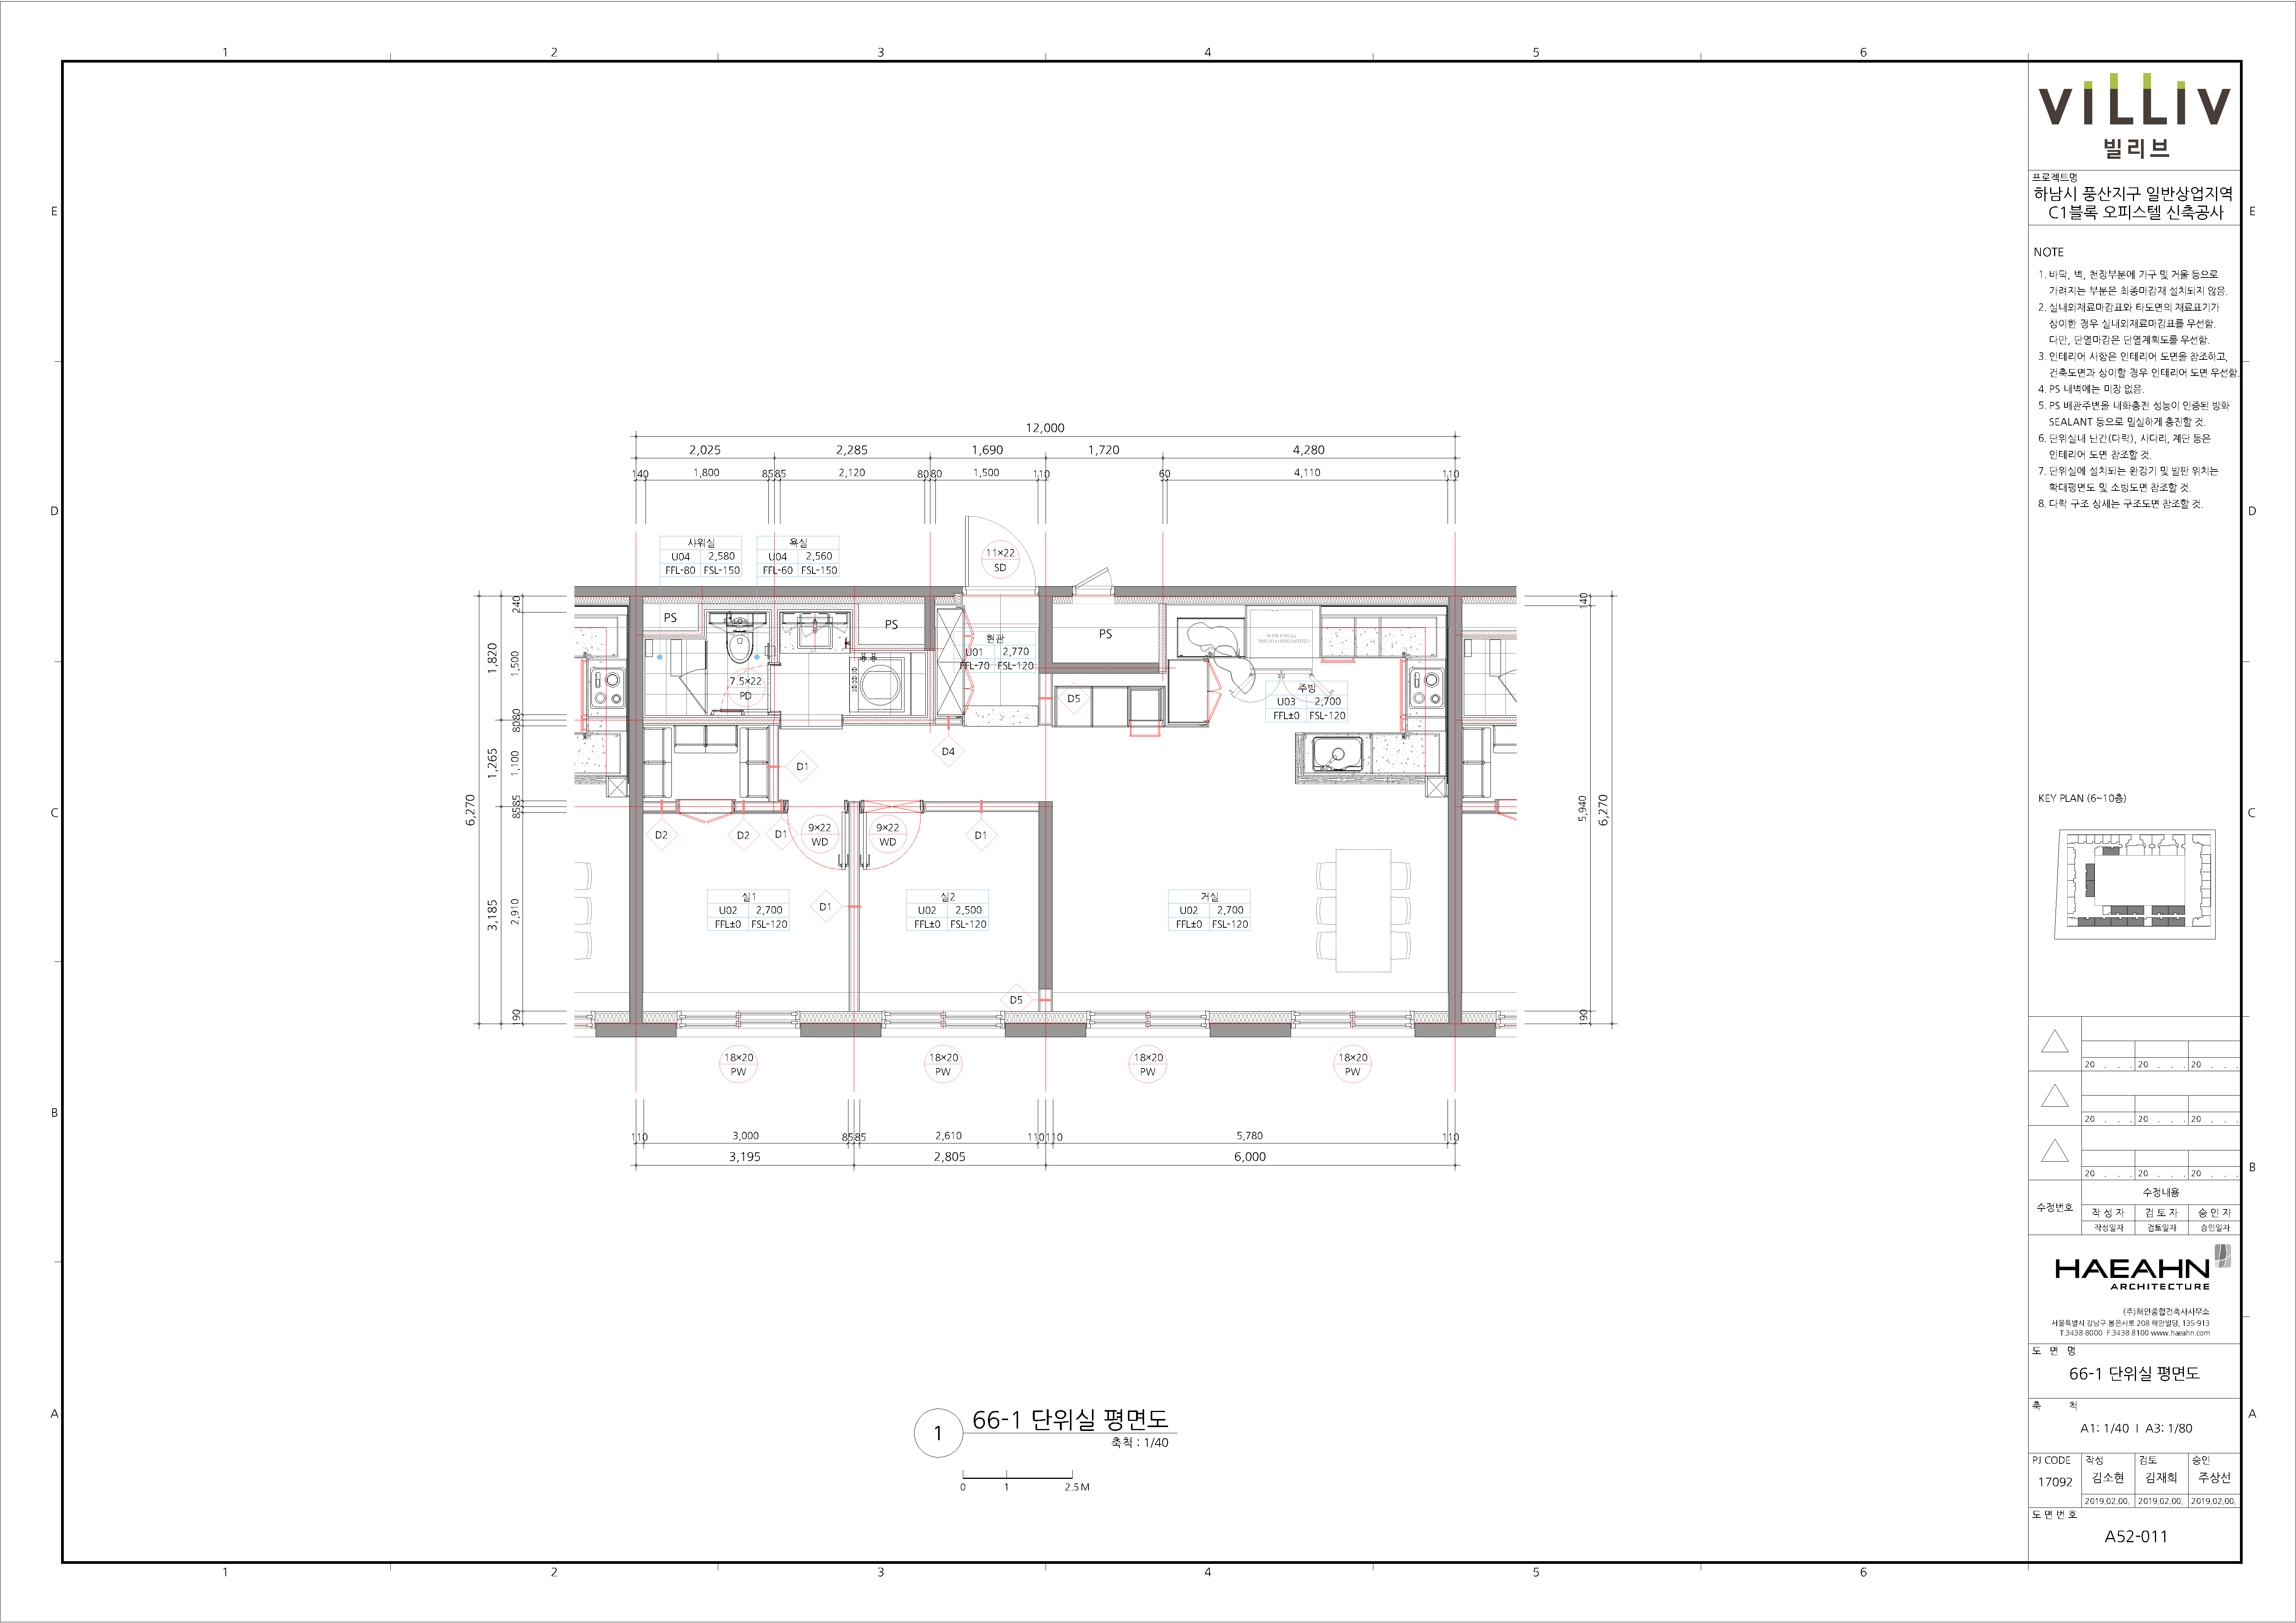 1 2 3 4 5 6
E
D
C
B
A
E
D
C
B
A
VILLIV
빌리브
프로젝트명
하남시 풍산지구 일반상업지역
C1블록 오피스텔 신축공사
NOTE
1. 바닥, 벽, 천장부분에 가구 및 거울 등으로
가려지는 부분은 최종마감재 설치되지 않음.
2. 실내외재료마감표와 타도면의 재료표기가
상이한 경우 실내외재료마감표를 우선함.
다만, 단열마감은 단열계획도를 우선함.
3. 인테리어 사항은 인테리어 도면을 참조하고,
건축도면과 상이할 경우 인테리어 도면 우선함.
4. PS 내벽에는 미장 없음.
5. PS 배관주변을 내화충전 성능이 인증된 방화
SEALANT 등으로 밀실하게 충진할 것.
6. 단위실내 난간(다락), 사다리, 계단 등은
인테리어 도면 참조할 것.
7. 단위실에 설치되는 완강기 및 발판 위치는
확대평면도 및 소방도면 참조할 것.
8. 다락 구조 상세는 구조도면 참조할 것.
12,000
2,025 2,285 1,690 1,720 4,280
140 1,800 85 85 2,120 80 80 1,500 110 60 4,110 110
샤워실
U04 2,580
FFL-80 FSL-150
욕실
U04 2,560
FFL-60 FSL-150
11×22
SD
PS
PS
PS
현관
U01 2,770
FFL-70 FSL-120
7.5×22
PD
D5
주방
U03 2,700
FFL±0 FSL-120
D4
D1
D2
D2
D1
9×22
WD
9×22
WD
D1
실1
U02 2,700
FFL±0 FSL-120
D1
실2
U02 2,500
FFL±0 FSL-120
거실
U02 2,700
FFL±0 FSL-120
D5
18×20
PW
18×20
PW
18×20
PW
18×20
PW
6,270
1,820
1,265
3,185
240
1,500
80 80
1,100
85 85
2,910
190
140
5,940
190
6,270
110 3,000 85 85 2,610 110 110 5,780 110
3,195 2,805 6,000
KEY PLAN (6~10층)
20 . . . 20 . . . 20 . . .
20 . . . 20 . . . 20 . . .
20 . . . 20 . . . 20 . . .
수정번호
수정내용
작 성 자 검 토 자 승 인 자
작성일자 검토일자 승인일자
HAEAHN
ARCHITECTURE
(주)해안종합건축사사무소
서울특별시 강남구 봉은사로 208 해안빌딩, 135-913
T.3438 8000 F.3438 8100 www.haeahn.com
도 면 명
66-1 단위실 평면도
축 척
A1: 1/40 I A3: 1/80
PJ CODE 작성 검토 승인
17092 김소현 김재희 주상선
2019.02.00. 2019.02.00. 2019.02.00.
도 면 번 호
A52-011
1
66-1 단위실 평면도
축척 : 1/40
0 1 2.5 M
1 2 3 4 5 6